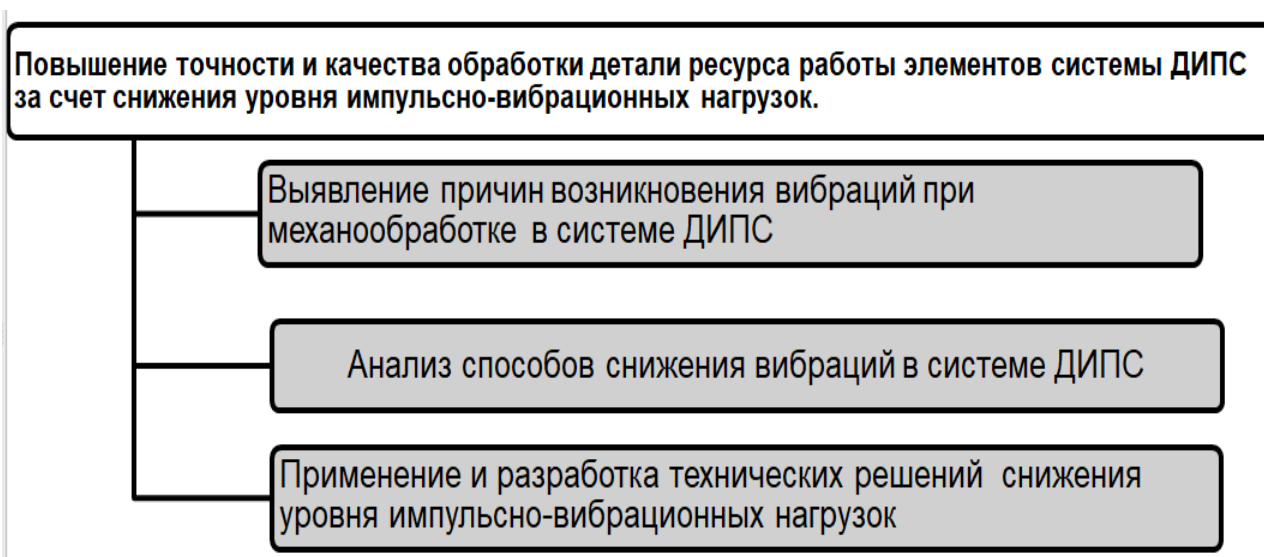 Повышение точности и качества обработки детали ресурса работы элементов системы ДИПС
за счет снижения уровня импульсно-вибрационных нагрузок.
Выявление причин возникновения вибраций при
механообработке в системе ДИПС
Анализ способов снижения вибраций в системе ДИПС
Применение и разработка технических решений снижения
уровня импульсно-вибрационных нагрузок